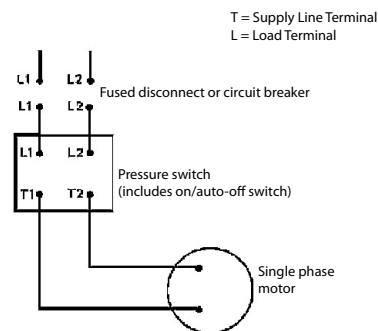 T = Supply Line Terminal
L = Load Terminal
L1 L2
Fused disconnect or circuit breaker
L1 L2
L1 L2
Pressure switch
(includes on/auto-off switch)
T1 T2
Single phase
motor